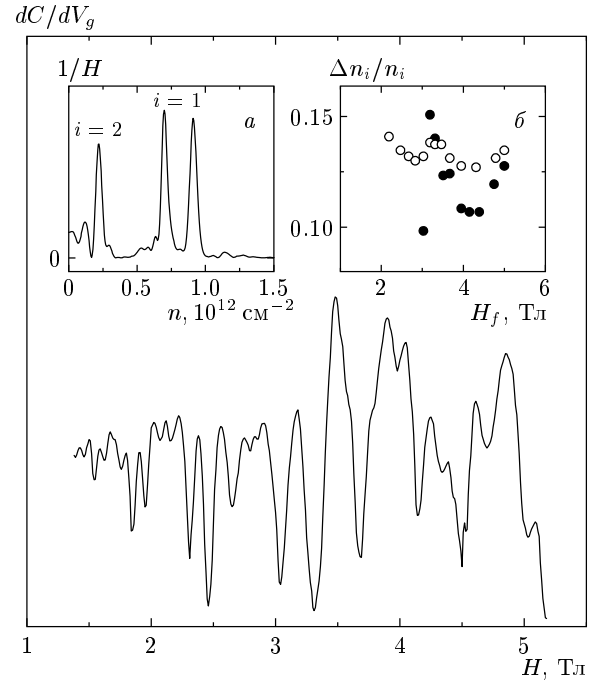 dC/dV_g
1/H
i = 1
i = 2
а
0
0 0.5 1.0 1.5
n, 10^12 см^−2
Δn_i/n_i
б
0.15
0.10
2 4 6
H_f, Тл
1 2 3 4 5
H, Тл